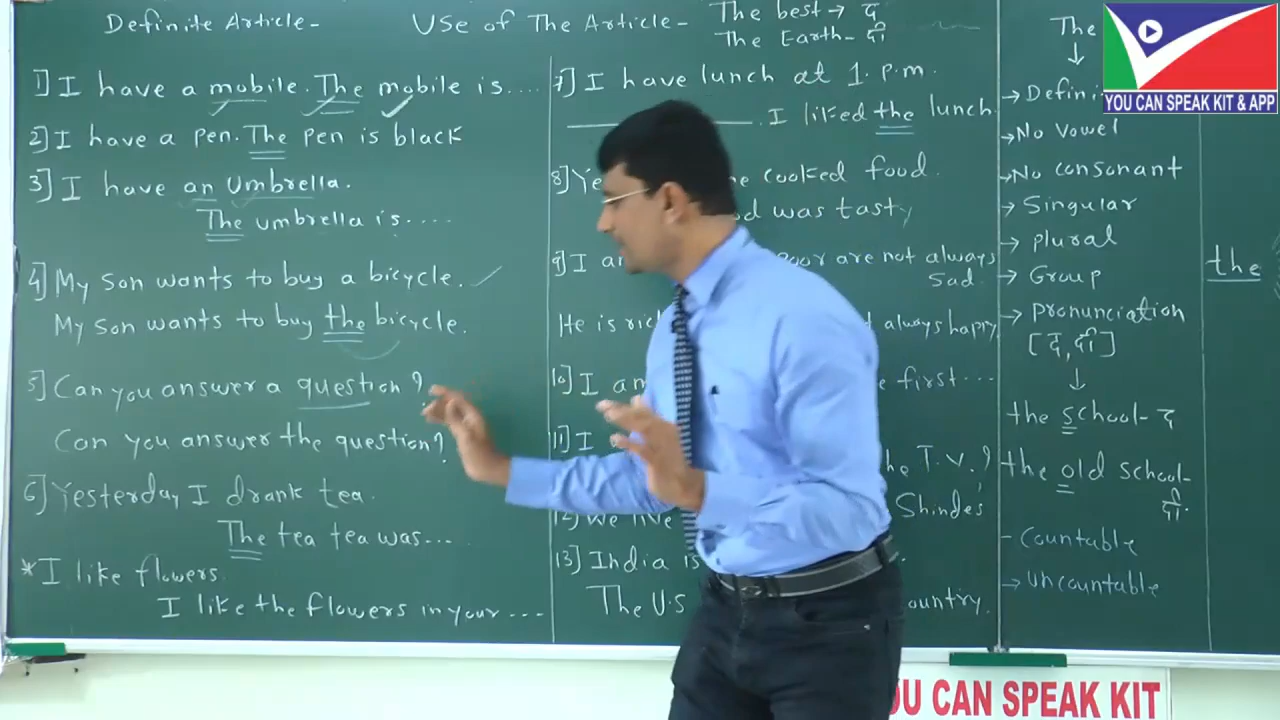 Definite Article-
Use of The Article-
The best→ द
The Earth- दी
1] I have a mobile. The mobile is....
2] I have a pen. The pen is black
3] I have an umbrella.
The umbrella is....
4] My son wants to buy a bicycle.
My son wants to buy the bicycle.
5] Can you answer a question?
Can you answer the question?
6] Yesterday I drank tea.
The tea tea was...
*I like flowers.
I like the flowers in your ...
7] I have lunch at 1. p.m.
. I liked the lunch.
8] cooked food.
was tasty
9] I poor are not always
sad.
He is always happy.
10] I first...
11] I the T.V.?
12] We live Shindes
13] India is
The U.S country.
The
↓
→ Defini
→ No vowel
→ No consonant
→ Singular
→ plural
→ Group
→ pronunciation
[द, दी]
↓
the school- द
the old school-
दी.
- Countable
→ Uncountable
the
YOU CAN SPEAK KIT & APP
OU CAN SPEAK KIT